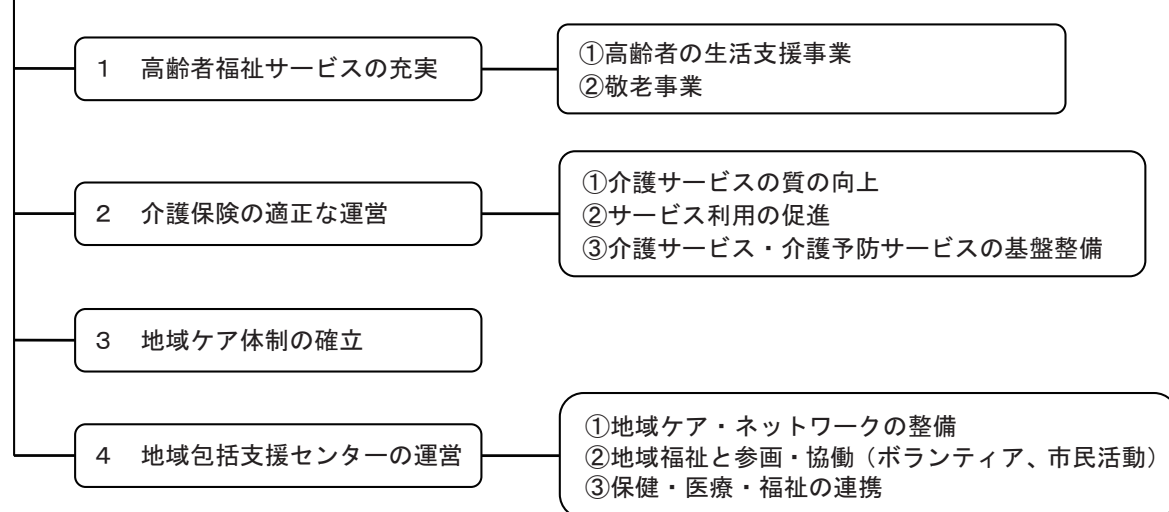 １　高齢者福祉サービスの充実
①高齢者の生活支援事業
②敬老事業
２　介護保険の適正な運営
①介護サービスの質の向上
②サービス利用の促進
③介護サービス・介護予防サービスの基盤整備
３　地域ケア体制の確立
４　地域包括支援センターの運営
①地域ケア・ネットワークの整備
②地域福祉と参画・協働（ボランティア、市民活動）
③保健・医療・福祉の連携